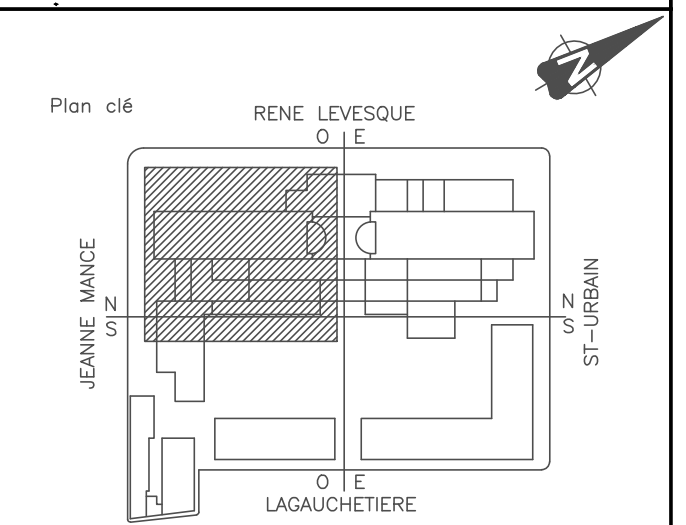 N
Plan clé
RENE LEVESQUE
O E
JEANNE MANCE
N
S
N
S
ST-URBAIN
O E
LAGAUCHETIERE